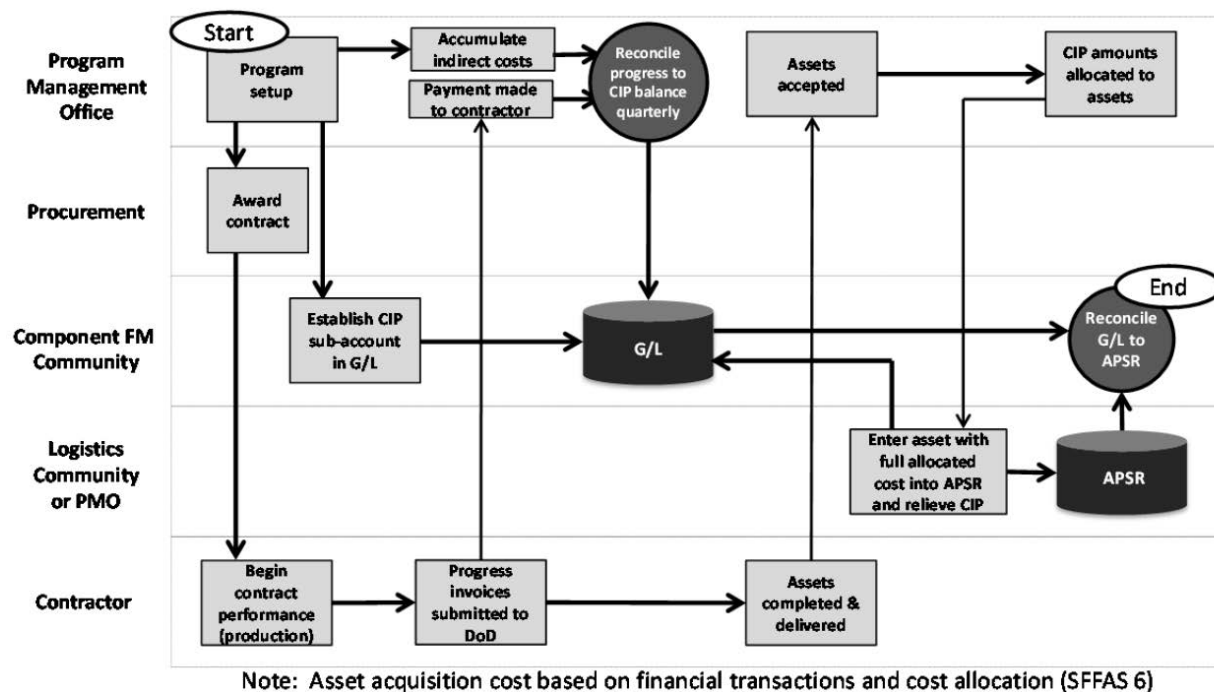 Start
Program
Management
Office
Program
setup
Accumulate
indirect costs
Payment made
to contractor
Reconcile
progress to
CIP balance
quarterly
Assets
accepted
CIP amounts
allocated to
assets
Procurement
Award
contract
Component FM
Community
Establish CIP
sub-account
in G/L
G/L
End
Reconcile
G/L to
APSR
Logistics
Community
or PMO
Enter asset with
full allocated
cost into APSR
and relieve CIP
APSR
Contractor
Begin
contract
performance
(production)
Progress
invoices
submitted to
DoD
Assets
completed &
delivered
Note: Asset acquisition cost based on financial transactions and cost allocation (SFFAS 6)